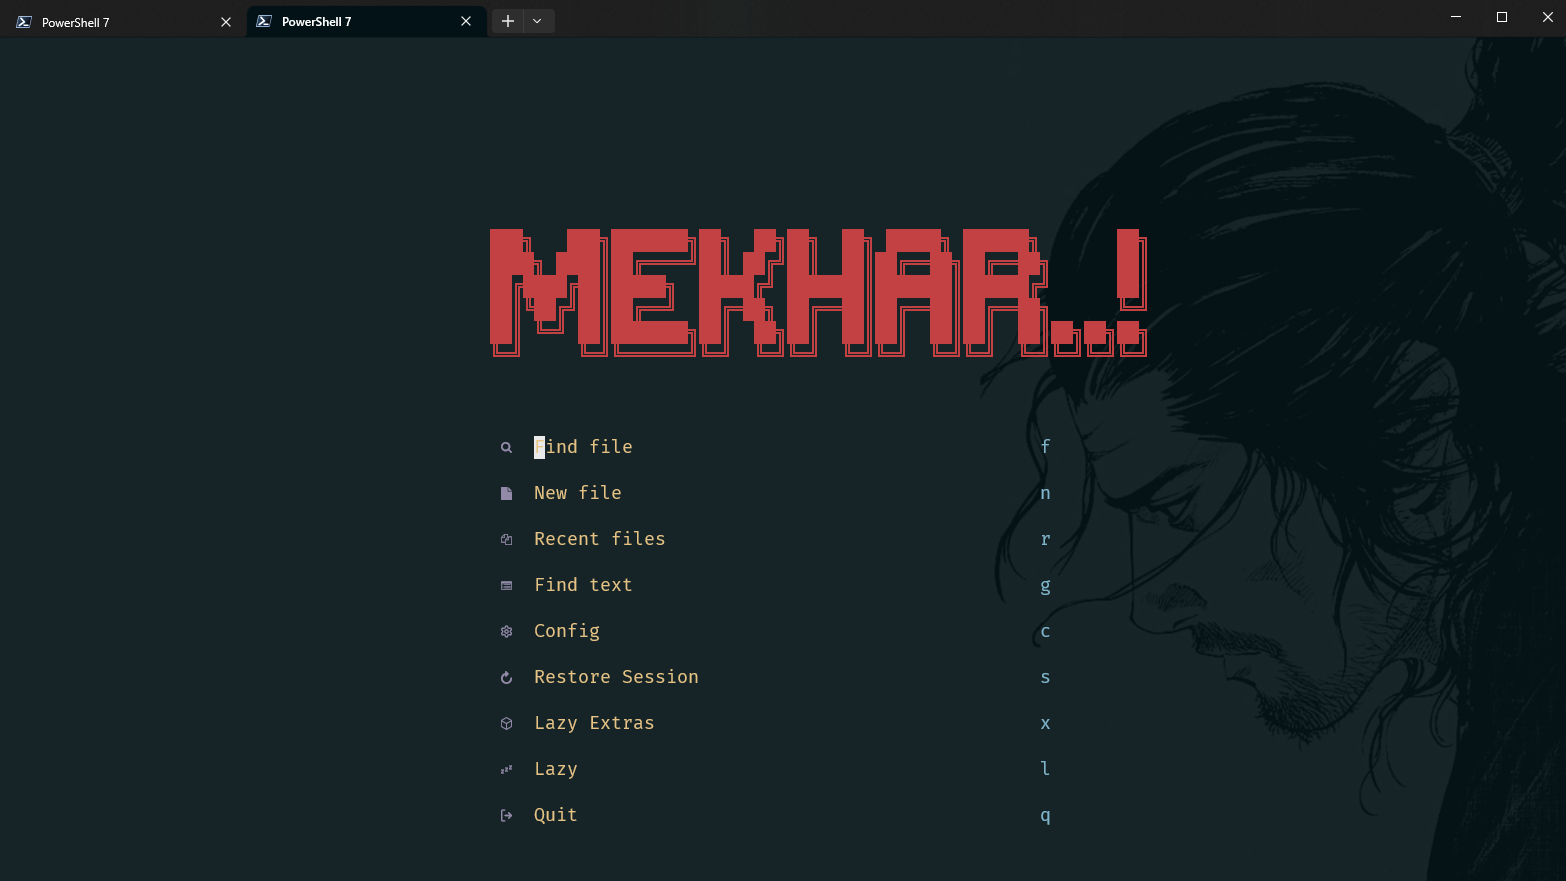 PowerShell 7
PowerShell 7
MEKHAR..!
Find file f
New file n
Recent files r
Find text g
Config c
Restore Session s
Lazy Extras x
Lazy l
Quit q